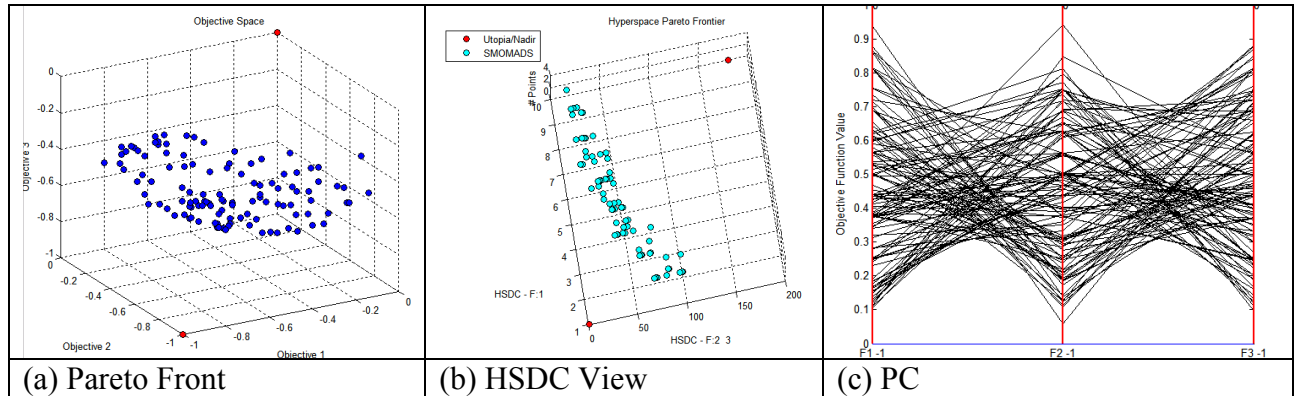 Objective Space
0
-0.2
-0.4
-0.6
-0.8
-1
Objective 3
0
-0.2
-0.4
-0.6
-0.8
-1
Objective 2
-1
-0.8
-0.6
-0.4
-0.2
0
Objective 1
Hyperspace Pareto Frontier
Utopia/Nadir
SMOMADS
# Points
4
2
0
10
9
8
7
6
5
4
3
2
1
HSDC - F:1
0
50
100
150
200
HSDC - F:2 3
Objective Function Value
0.9
0.8
0.7
0.6
0.5
0.4
0.3
0.2
0.1
0
F1 -1
F2 -1
F3 -1
(a) Pareto Front
(b) HSDC View
(c) PC